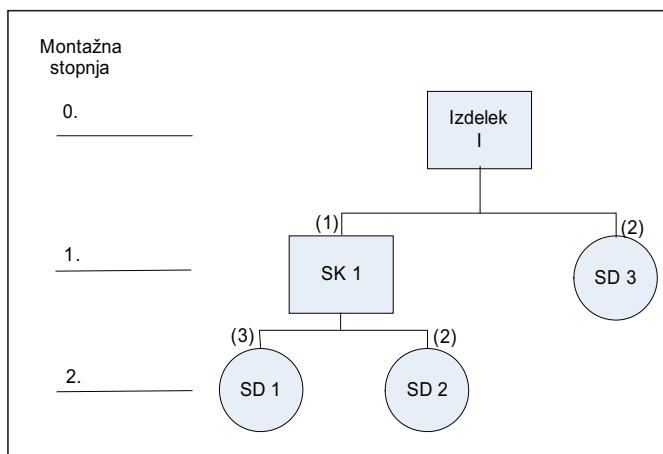 Montažna
stopnja
0.
Izdelek
I
(1)
(2)
1.
SK 1
SD 3
(3)
(2)
2.
SD 1
SD 2